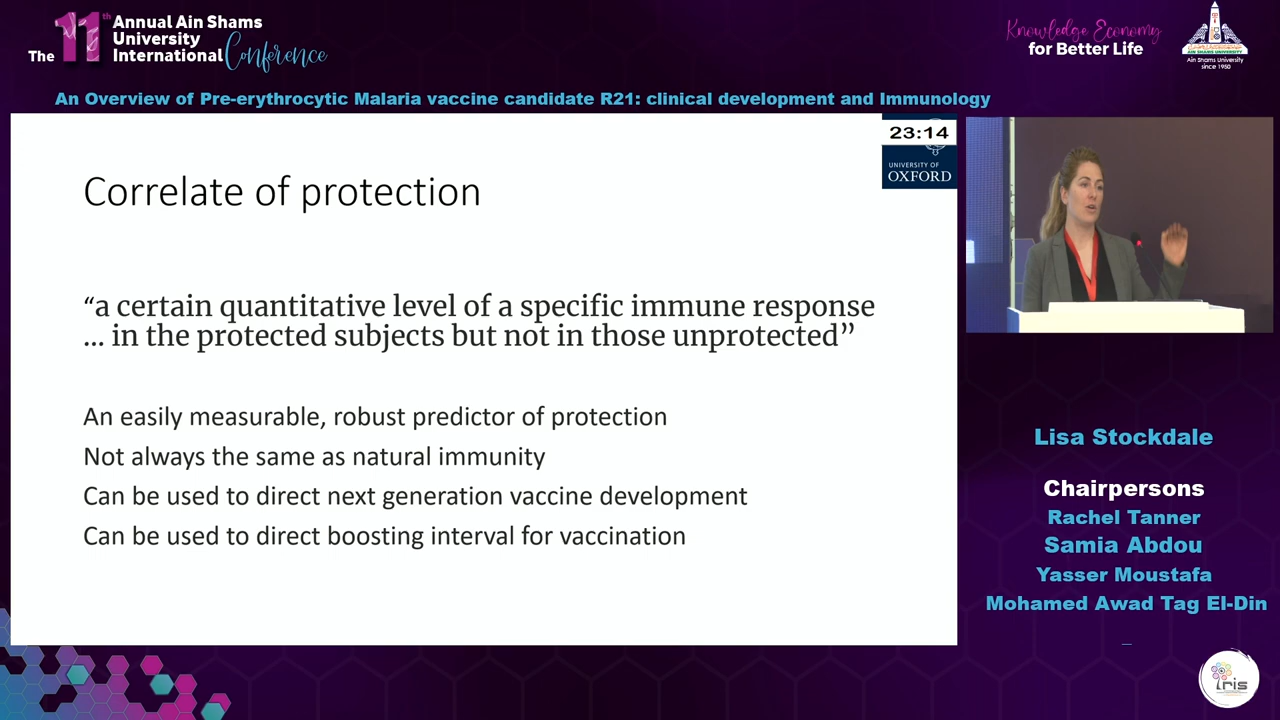 The 11th Annual Ain Shams
University
International Conference
Knowledge Economy
for Better Life
AIN SHAMS UNIVERSITY
Ain Shams University
since 1950
An Overview of Pre-erythrocytic Malaria vaccine candidate R21: clinical development and Immunology
23:14
UNIVERSITY OF
OXFORD
Correlate of protection
“a certain quantitative level of a specific immune response
... in the protected subjects but not in those unprotected”
An easily measurable, robust predictor of protection
Not always the same as natural immunity
Can be used to direct next generation vaccine development
Can be used to direct boosting interval for vaccination
Lisa Stockdale
Chairpersons
Rachel Tanner
Samia Abdou
Yasser Moustafa
Mohamed Awad Tag El-Din
iris